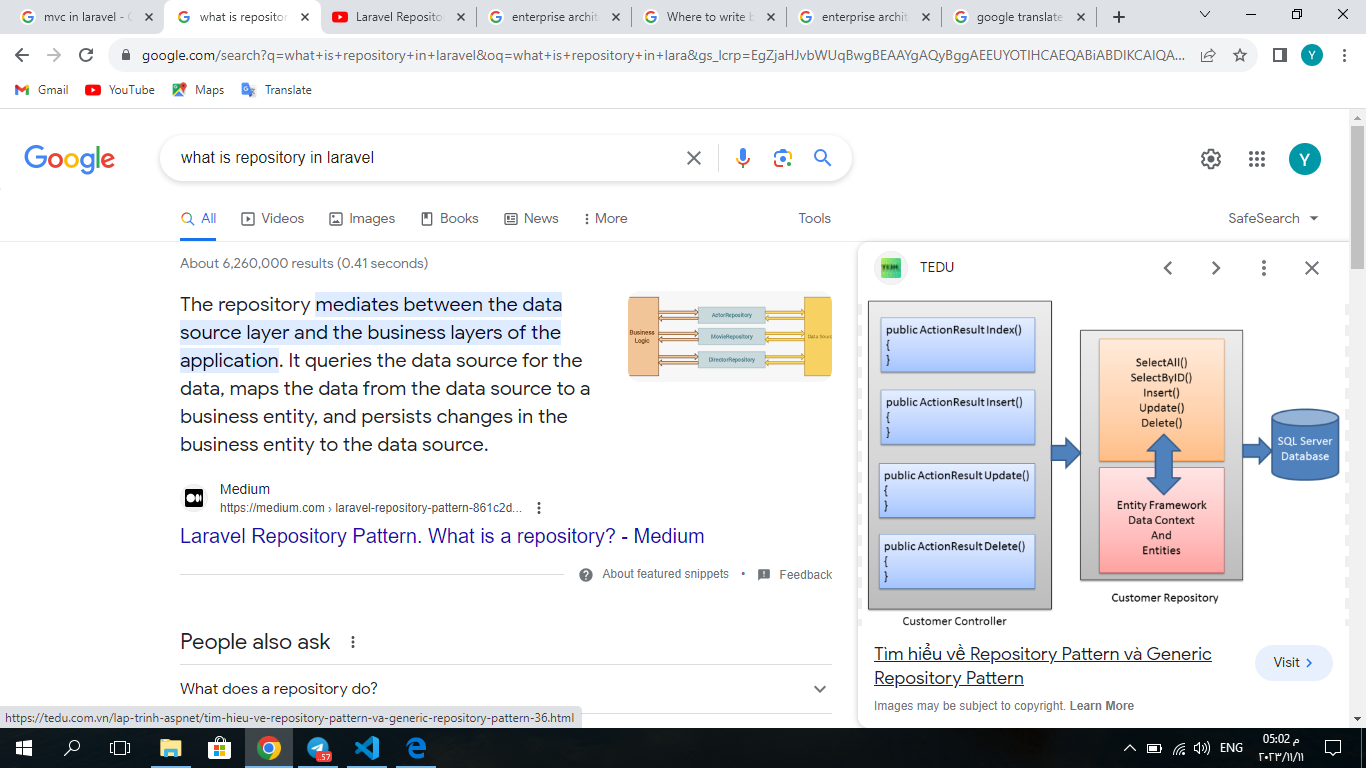 mvc in laravel - G
what is repositor
Laravel Reposito
enterprise archit
Where to write b
enterprise archit
google translate
google.com/search?q=what+is+repository+in+laravel&oq=what+is+repository+in+lara&gs_lcrp=EgZjaHJvbWUqBwgBEAAYgAQyBggAEEUYOTIHCAEQABiABDIKCAIQA...
Y
Gmail
YouTube
Maps
Translate
Google
what is repository in laravel
Y
All
Videos
Images
Books
News
More
Tools
SafeSearch
About 6,260,000 results (0.41 seconds)
The repository mediates between the data
source layer and the business layers of the
application. It queries the data source for the
data, maps the data from the data source to a
business entity, and persists changes in the
business entity to the data source.
Business
Logic
ActorRepository
MovieRepository
DirectorRepository
Data Sourc
Medium
https://medium.com › laravel-repository-pattern-861c2d...
Laravel Repository Pattern. What is a repository? - Medium
About featured snippets
•
Feedback
People also ask
What does a repository do?
TEDU
TEDU
public ActionResult Index()
{
}
public ActionResult Insert()
{
}
public ActionResult Update()
{
}
public ActionResult Delete()
{
}
Customer Controller
SelectAll()
SelectByID()
Insert()
Update()
Delete()
Entity Framework
Data Context
And
Entities
Customer Repository
SQL Server
Database
Tìm hiểu về Repository Pattern và Generic
Repository Pattern
Visit
Images may be subject to copyright. Learn More
https://tedu.com.vn/lap-trinh-aspnet/tim-hieu-ve-repository-pattern-va-generic-repository-pattern-36.html
..57
ENG
05:02 م
٢٠٢٣/١١/١١